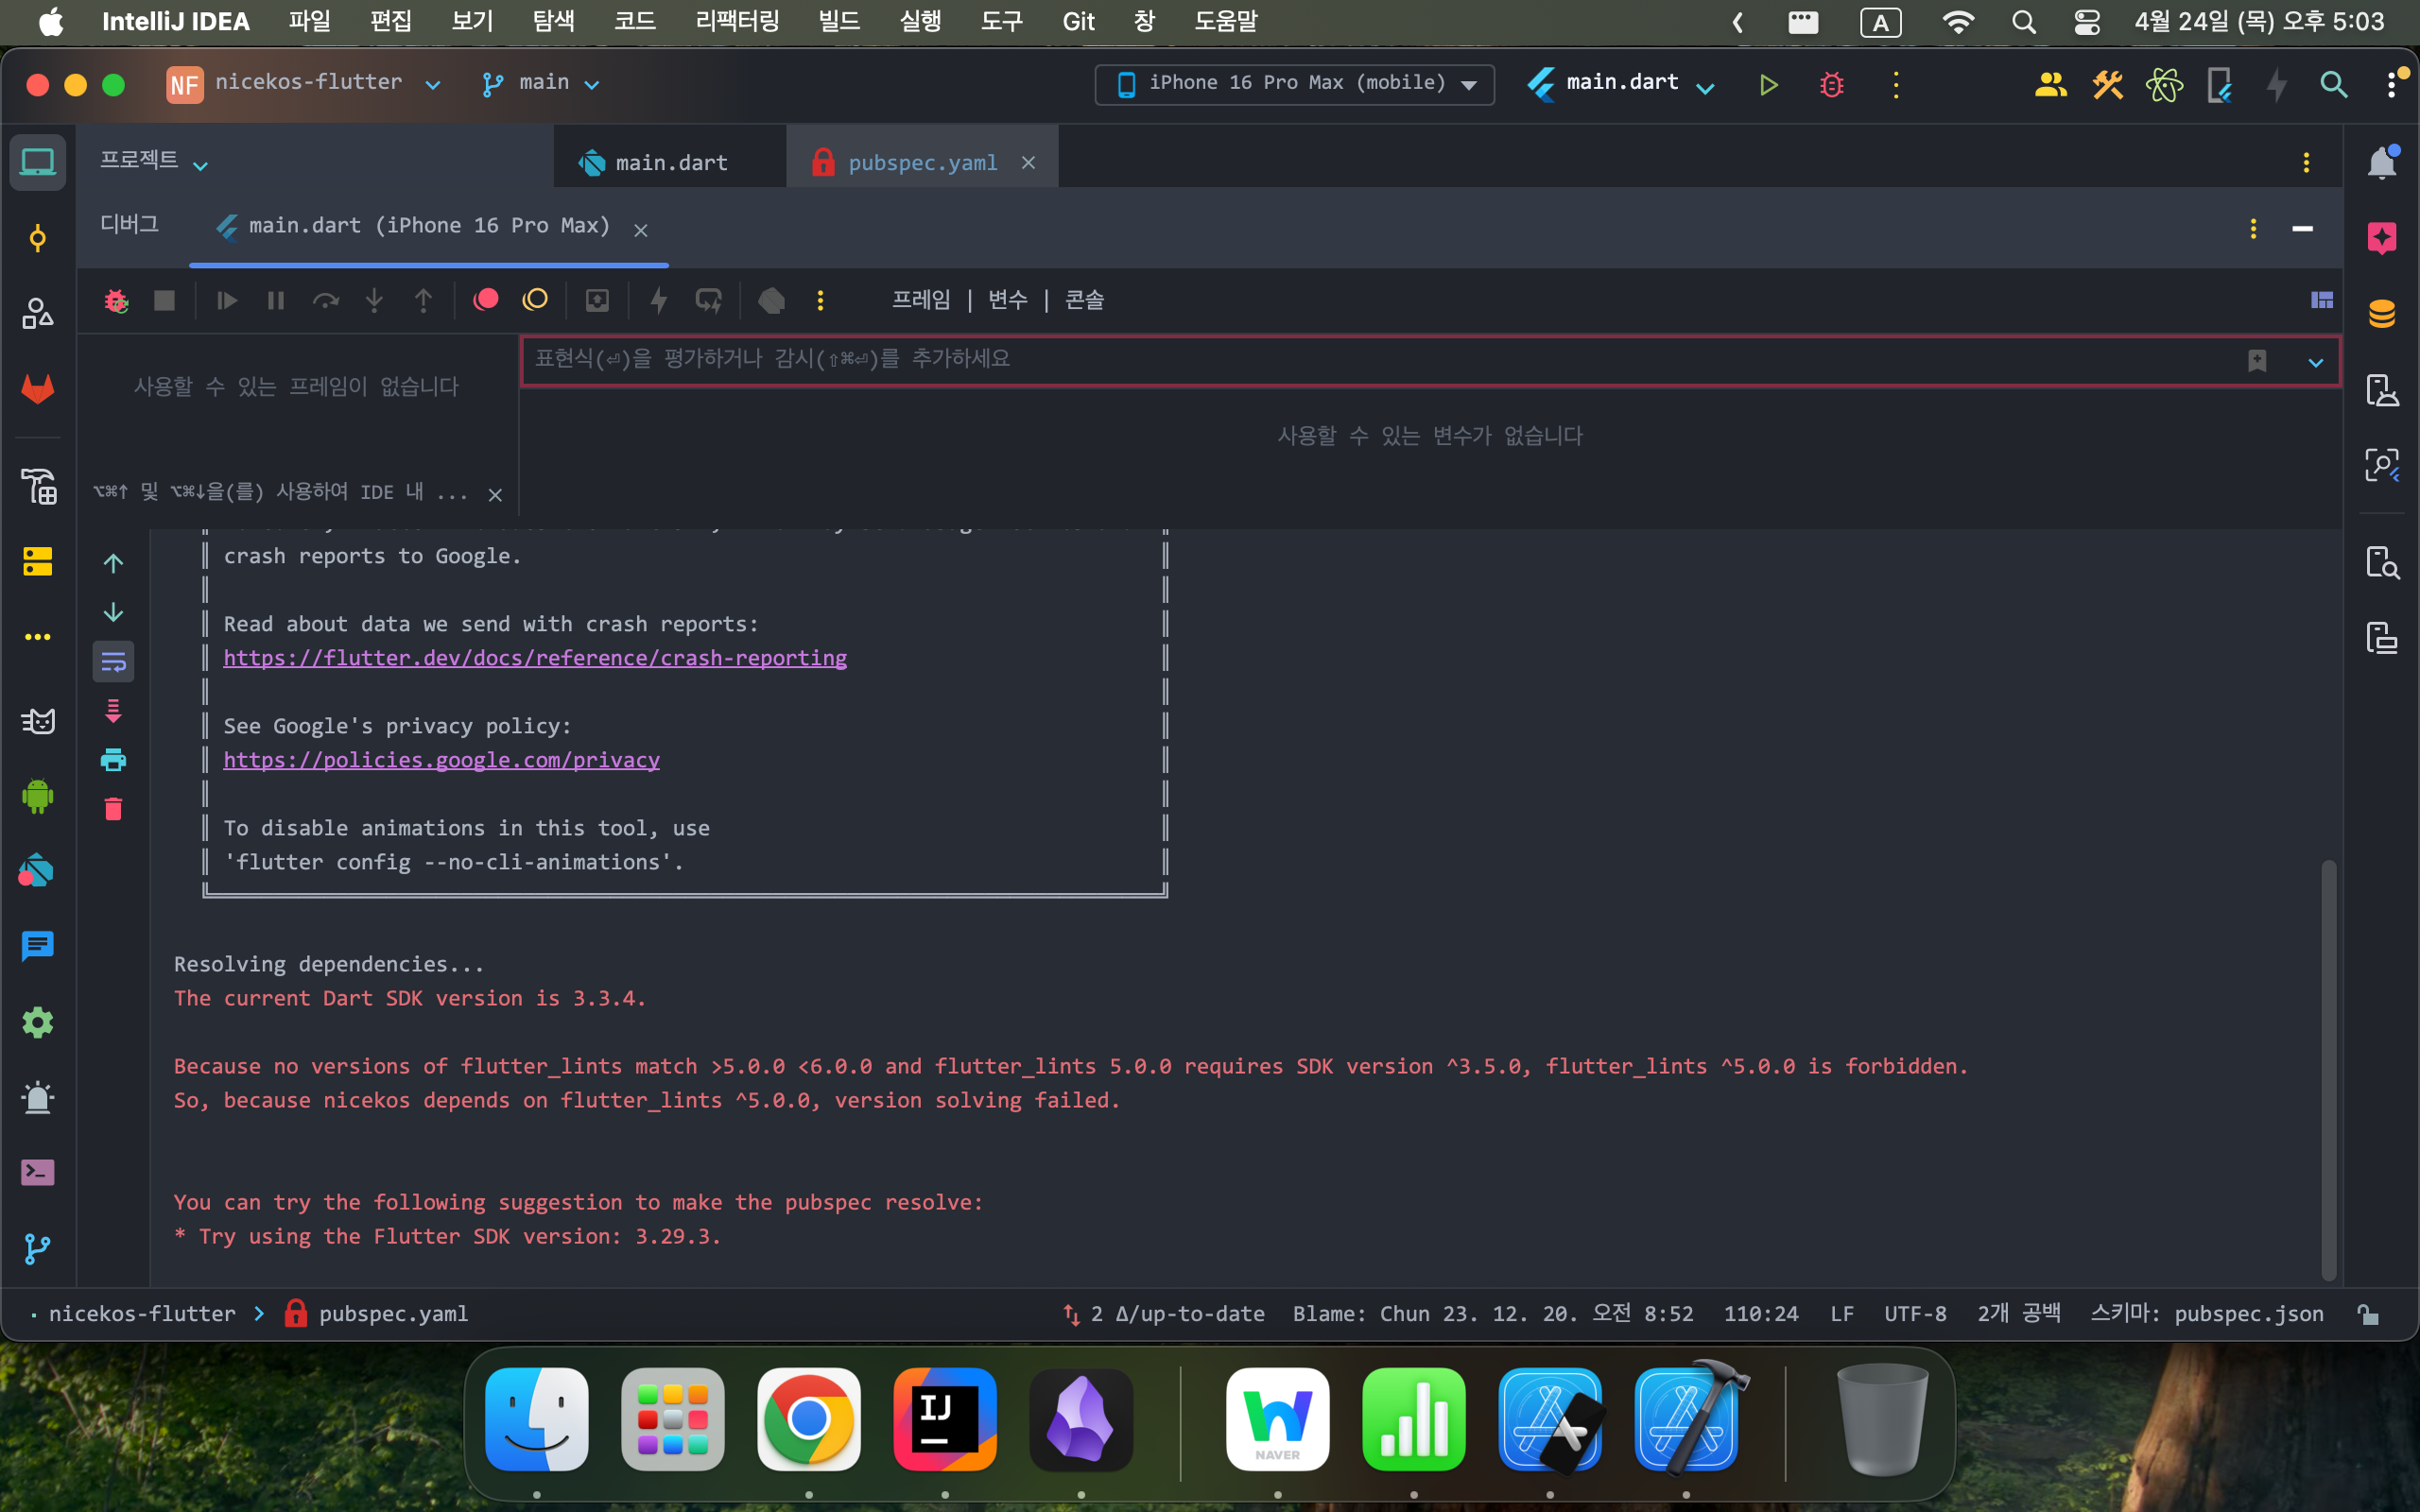 IntelliJ IDEA 파일 편집 보기 탐색 코드 리팩터링 빌드 실행 도구 Git 창 도움말 A 4월 24일 (목) 오후 5:03
NF nicekos-flutter main iPhone 16 Pro Max (mobile) main.dart
프로젝트 main.dart pubspec.yaml
디버그 main.dart (iPhone 16 Pro Max)
프레임 | 변수 | 콘솔
표현식(⏎)을 평가하거나 감시(⇧⌘⏎)를 추가하세요
사용할 수 있는 프레임이 없습니다
사용할 수 있는 변수가 없습니다
⌥⌘↑ 및 ⌥⌘↓을(를) 사용하여 IDE 내 ...
crash reports to Google.
Read about data we send with crash reports:
https://flutter.dev/docs/reference/crash-reporting
See Google's privacy policy:
https://policies.google.com/privacy
To disable animations in this tool, use
'flutter config --no-cli-animations'.
Resolving dependencies...
The current Dart SDK version is 3.3.4.
Because no versions of flutter_lints match >5.0.0 <6.0.0 and flutter_lints 5.0.0 requires SDK version ^3.5.0, flutter_lints ^5.0.0 is forbidden.
So, because nicekos depends on flutter_lints ^5.0.0, version solving failed.
You can try the following suggestion to make the pubspec resolve:
* Try using the Flutter SDK version: 3.29.3.
nicekos-flutter pubspec.yaml 2 Δ/up-to-date Blame: Chun 23. 12. 20. 오전 8:52 110:24 LF UTF-8 2개 공백 스키마: pubspec.json
IJ
NAVER